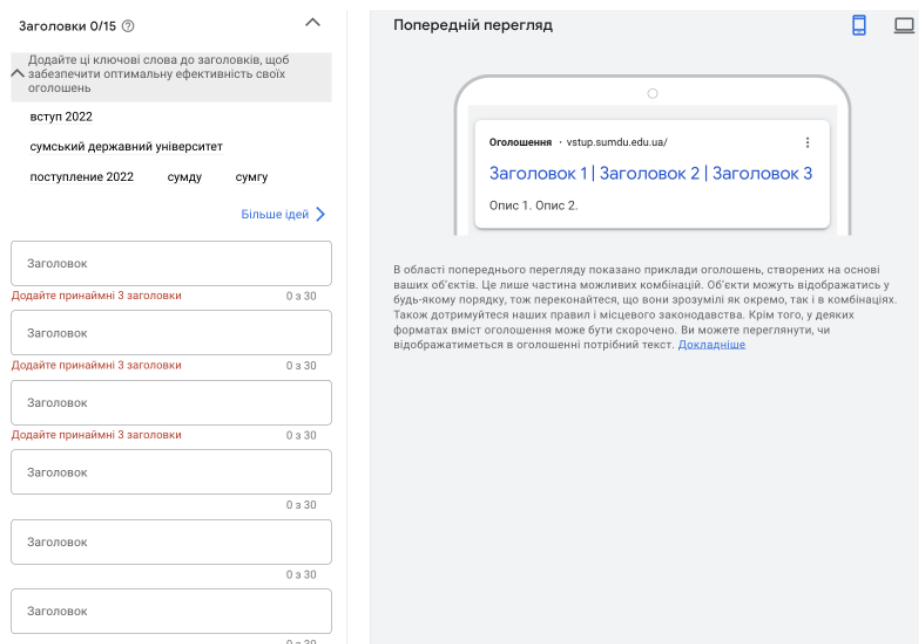 Заголовки 0/15
Додайте ці ключові слова до заголовків, щоб
забезпечити оптимальну ефективність своїх
оголошень
вступ 2022
сумський державний університет
поступление 2022 сумду сумгу
Більше ідей
Заголовок
Додайте принаймні 3 заголовки 0 з 30
Заголовок
Додайте принаймні 3 заголовки 0 з 30
Заголовок
Додайте принаймні 3 заголовки 0 з 30
Заголовок
0 з 30
Заголовок
0 з 30
Заголовок
0 з 30
Попередній перегляд
Оголошення · vstup.sumdu.edu.ua/
Заголовок 1 | Заголовок 2 | Заголовок 3
Опис 1. Опис 2.
В області попереднього перегляду показано приклади оголошень, створених на основі
ваших об’єктів. Це лише частина можливих комбінацій. Об’єкти можуть відображатись у
будь-якому порядку, тож переконайтеся, що вони зрозумілі як окремо, так і в комбінаціях.
Також дотримуйтеся наших правил і місцевого законодавства. Крім того, у деяких
форматах вміст оголошення може бути скорочено. Ви можете переглянути, чи
відображатиметься в оголошенні потрібний текст. Докладніше